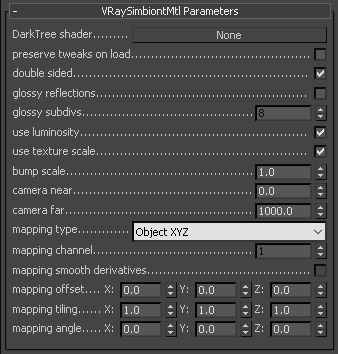 - VRaySimbiontMtl Parameters
DarkTree shader........ None
preserve tweaks on load
double sided
glossy reflections
glossy subdivs 8
use luminosity
use texture scale
bump scale 1.0
camera near 0.0
camera far 1000.0
mapping type Object XYZ
mapping channel 1
mapping smooth derivatives
mapping offset.... X: 0.0 Y: 0.0 Z: 0.0
mapping tiling..... X: 1.0 Y: 1.0 Z: 1.0
mapping angle..... X: 0.0 Y: 0.0 Z: 0.0